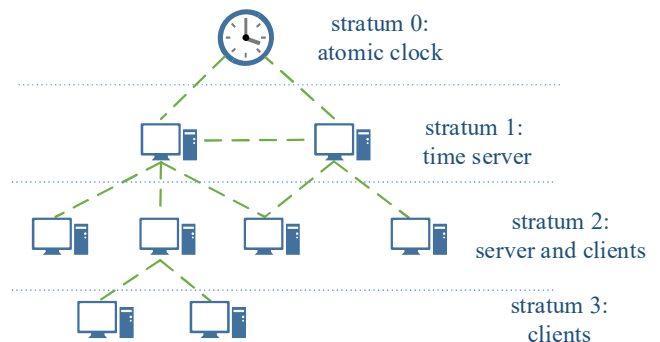 stratum 0:
atomic clock
stratum 1:
time server
stratum 2:
server and clients
stratum 3:
clients